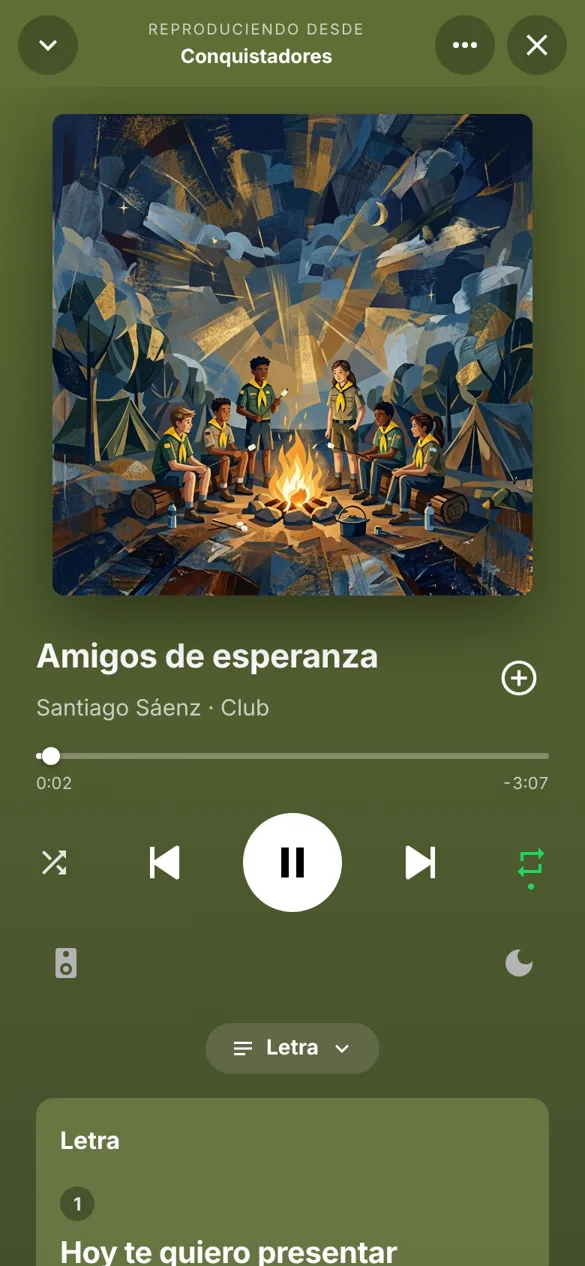 REPRODUCIENDO DESDE
Conquistadores
Amigos de esperanza
Santiago Sáenz · Club
0:02
-3:07
Letra
Letra
1
Hoy te quiero presentar